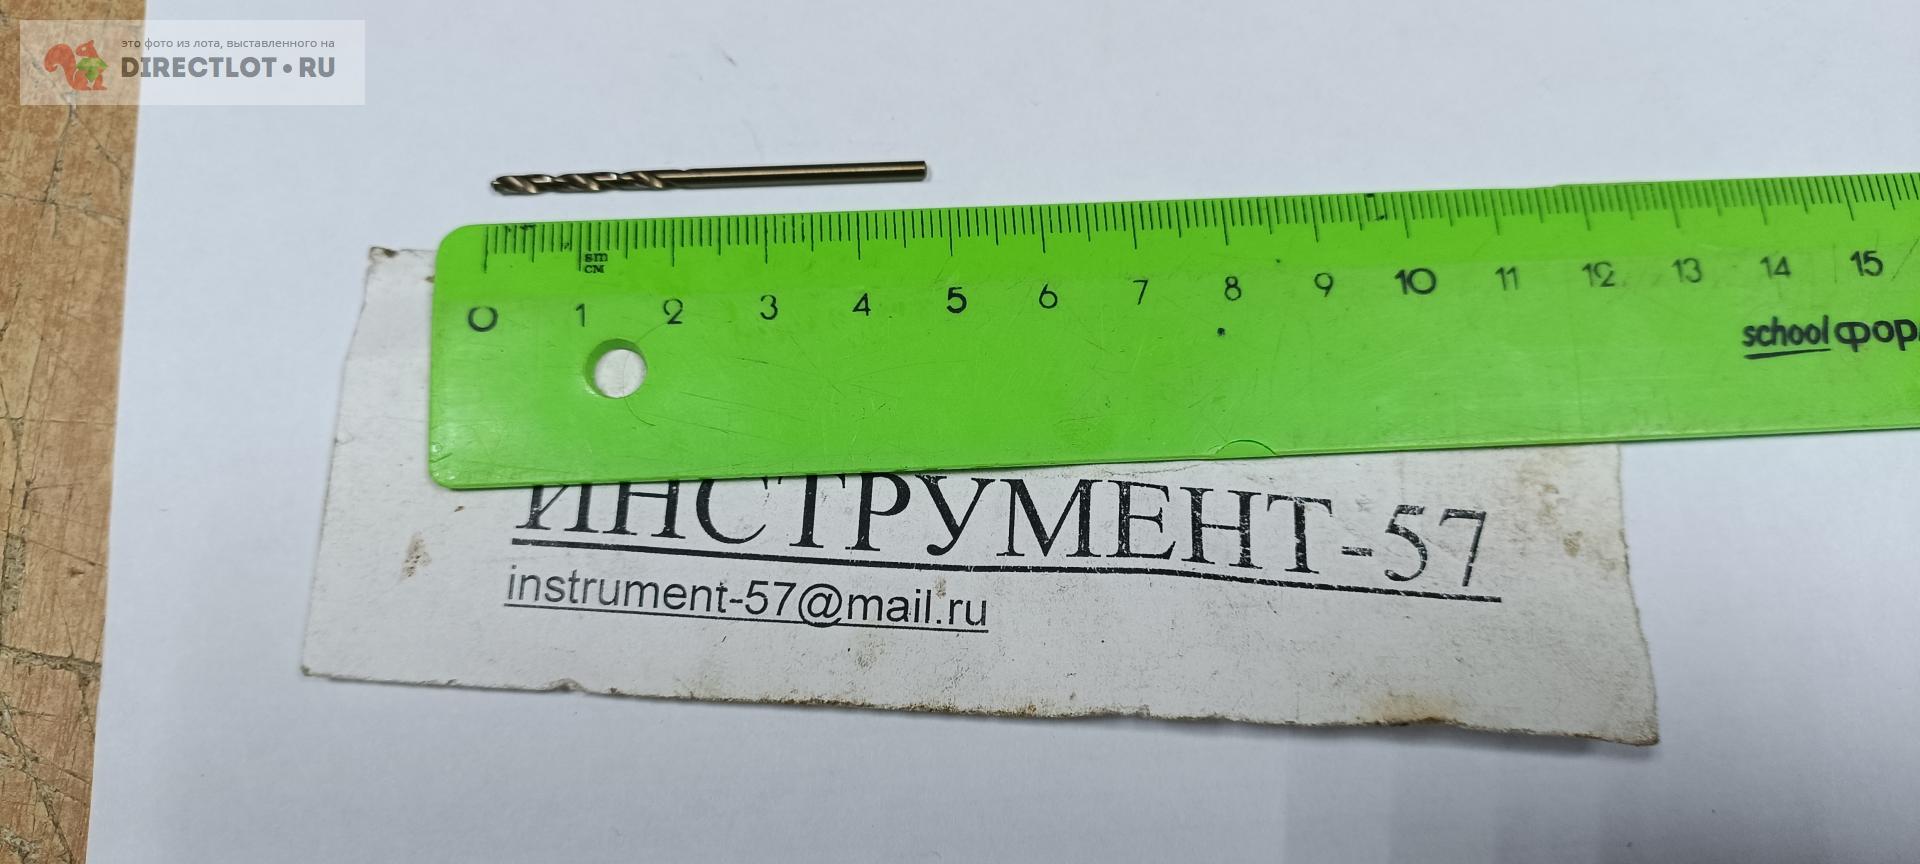 это фото из лота, выставленного на
DIRECTLOT•RU
sm
см
0 1 2 3 4 5 6 7 8 9 10 11 12 13 14 15
school
ИНСТРУМЕНТ-57
instrument-57@mail.ru